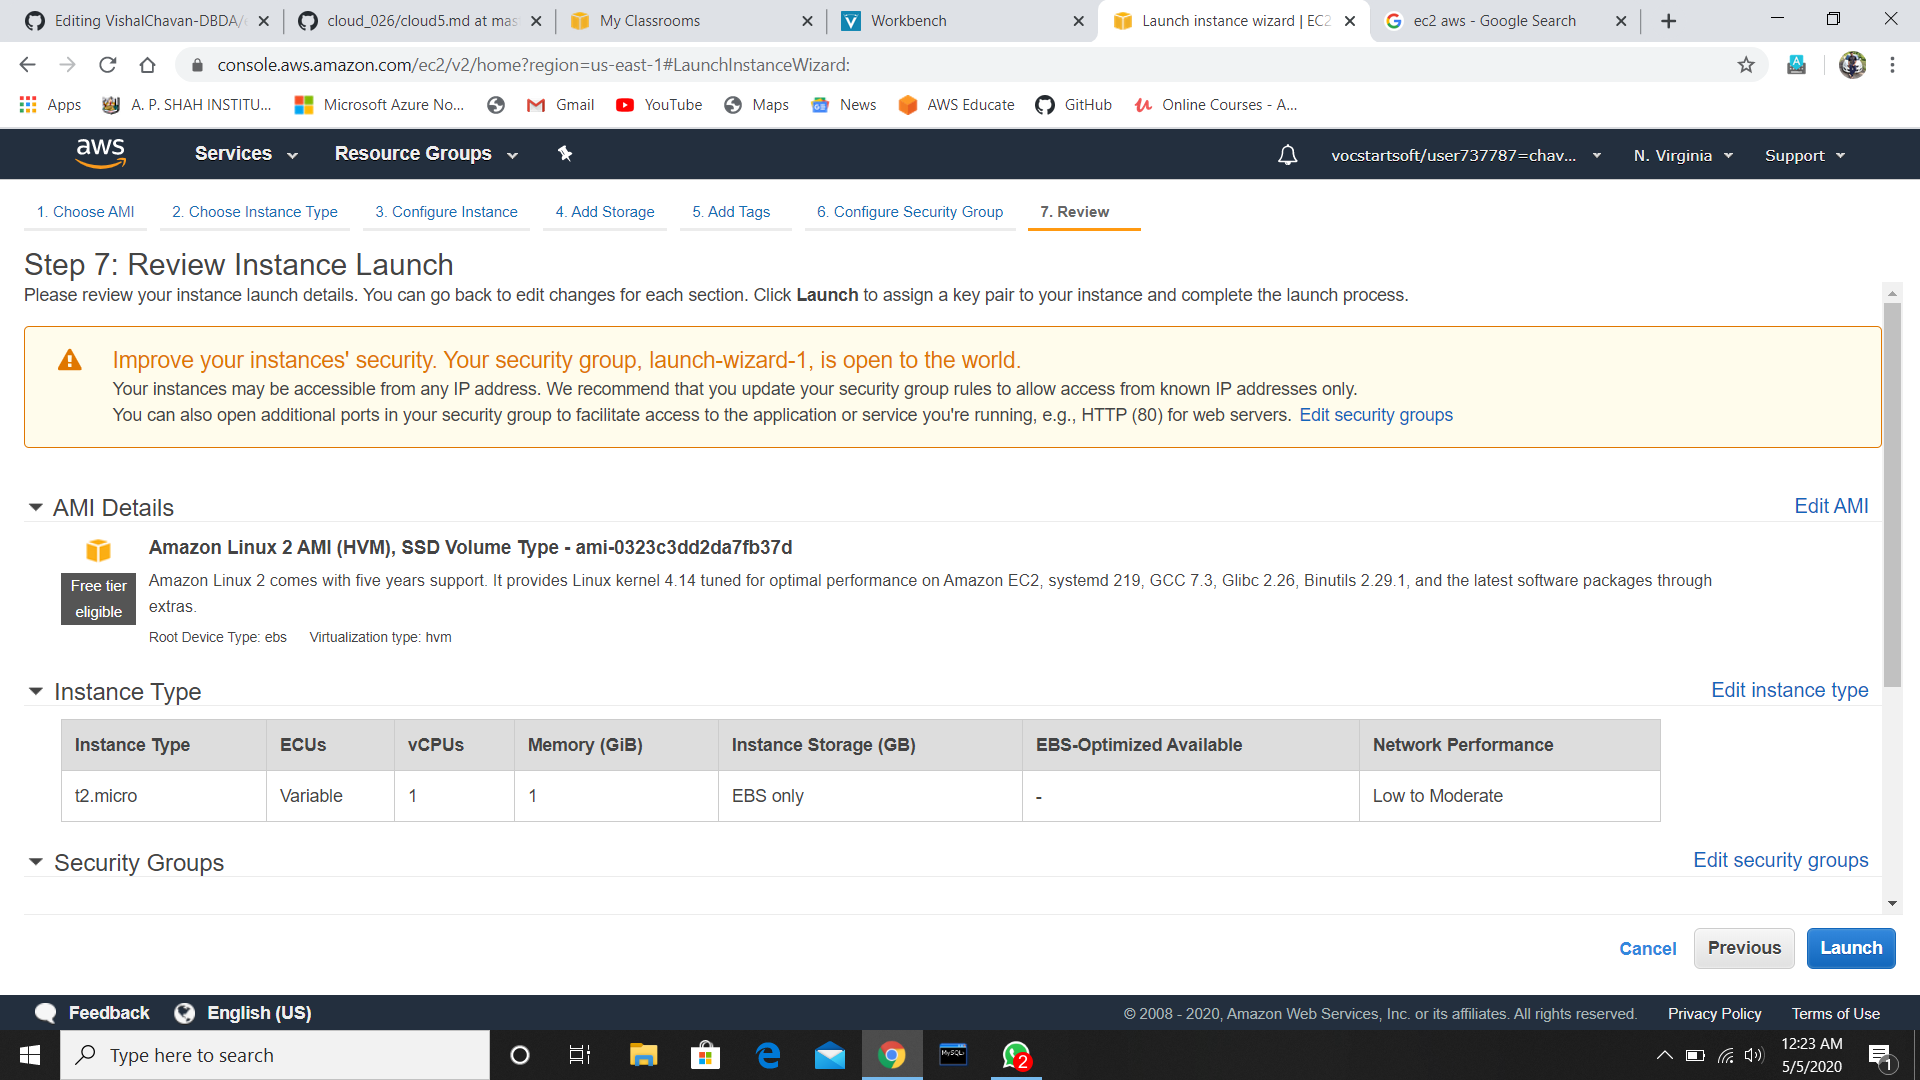 Editing VishalChavan-DBDA/
cloud_026/cloud5.md at mas
My Classrooms
Workbench
Launch instance wizard | EC2
ec2 aws - Google Search
console.aws.amazon.com/ec2/v2/home?region=us-east-1#LaunchInstanceWizard:
Apps
A. P. SHAH INSTITU...
Microsoft Azure No...
Gmail
YouTube
Maps
News
AWS Educate
GitHub
Online Courses - A...
aws
Services
Resource Groups
vocstartsoft/user737787=chav...
N. Virginia
Support
1. Choose AMI
2. Choose Instance Type
3. Configure Instance
4. Add Storage
5. Add Tags
6. Configure Security Group
7. Review
Step 7: Review Instance Launch
Please review your instance launch details. You can go back to edit changes for each section. Click Launch to assign a key pair to your instance and complete the launch process.
Improve your instances' security. Your security group, launch-wizard-1, is open to the world.
Your instances may be accessible from any IP address. We recommend that you update your security group rules to allow access from known IP addresses only.
You can also open additional ports in your security group to facilitate access to the application or service you're running, e.g., HTTP (80) for web servers. Edit security groups
AMI Details
Edit AMI
Amazon Linux 2 AMI (HVM), SSD Volume Type - ami-0323c3dd2da7fb37d
Free tier
eligible
Amazon Linux 2 comes with five years support. It provides Linux kernel 4.14 tuned for optimal performance on Amazon EC2, systemd 219, GCC 7.3, Glibc 2.26, Binutils 2.29.1, and the latest software packages through
extras.
Root Device Type: ebs Virtualization type: hvm
Instance Type
Edit instance type
Instance Type ECUs vCPUs Memory (GiB) Instance Storage (GB) EBS-Optimized Available Network Performance
t2.micro Variable 1 1 EBS only - Low to Moderate
Security Groups
Edit security groups
Cancel
Previous
Launch
Feedback
English (US)
© 2008 - 2020, Amazon Web Services, Inc. or its affiliates. All rights reserved.
Privacy Policy
Terms of Use
Type here to search
2
12:23 AM
5/5/2020
1